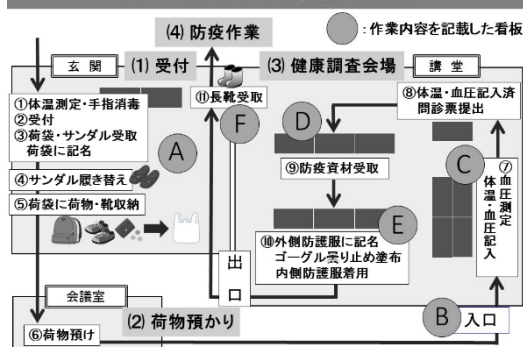 (4) 防疫作業
:作業内容を記載した看板
玄関
(1) 受付
(3) 健康調査会場
講堂
①体温測定・手指消毒
②受付
③荷袋・サンダル受取
荷袋に記名
④サンダル履き替え
⑤荷袋に荷物・靴収納
A
⑪長靴受取
F
D
⑨防疫資材受取
E
⑩外側防護服に記名
ゴーグル曇り止め塗布
内側防護服着用
⑧体温・血圧記入済
問診票提出
C
⑦血圧測定
体温・血圧記入
出口
会議室
(2) 荷物預かり
⑥荷物預け
B
入口